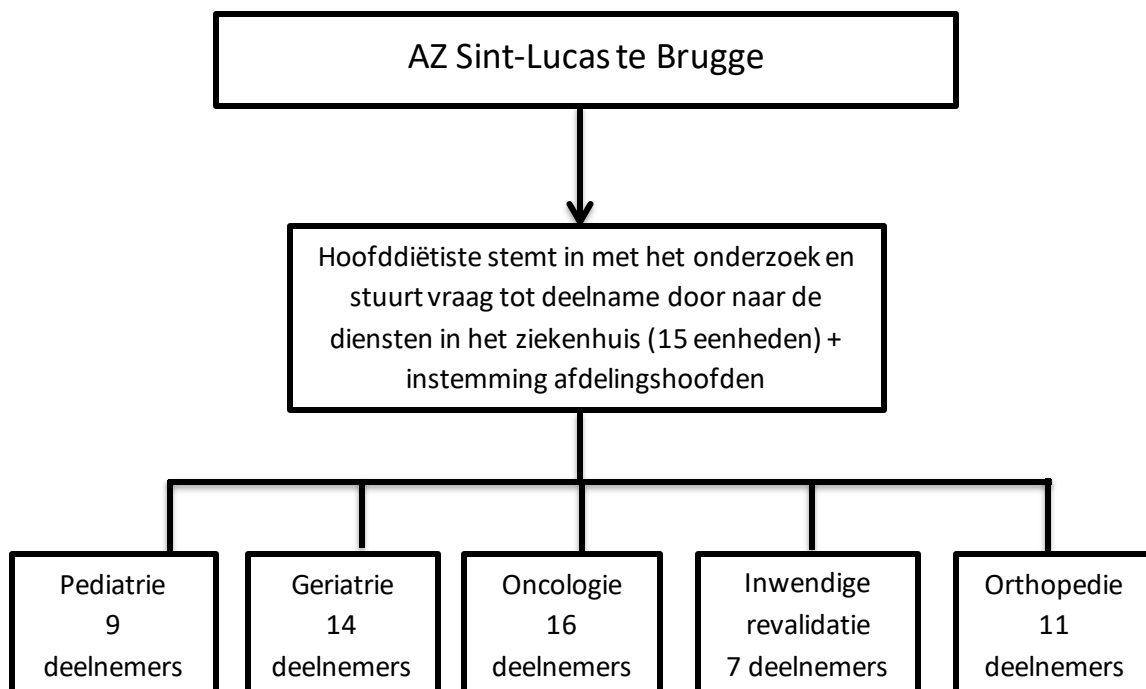 AZ Sint-Lucas te Brugge
Hoofddiëtiste stemt in met het onderzoek en
stuurt vraag tot deelname door naar de
diensten in het ziekenhuis (15 eenheden) +
instemming afdelingshoofden
Pediatrie
9
deelnemers
Geriatrie
14
deelnemers
Oncologie
16
deelnemers
Inwendige
revalidatie
7 deelnemers
Orthopedie
11
deelnemers